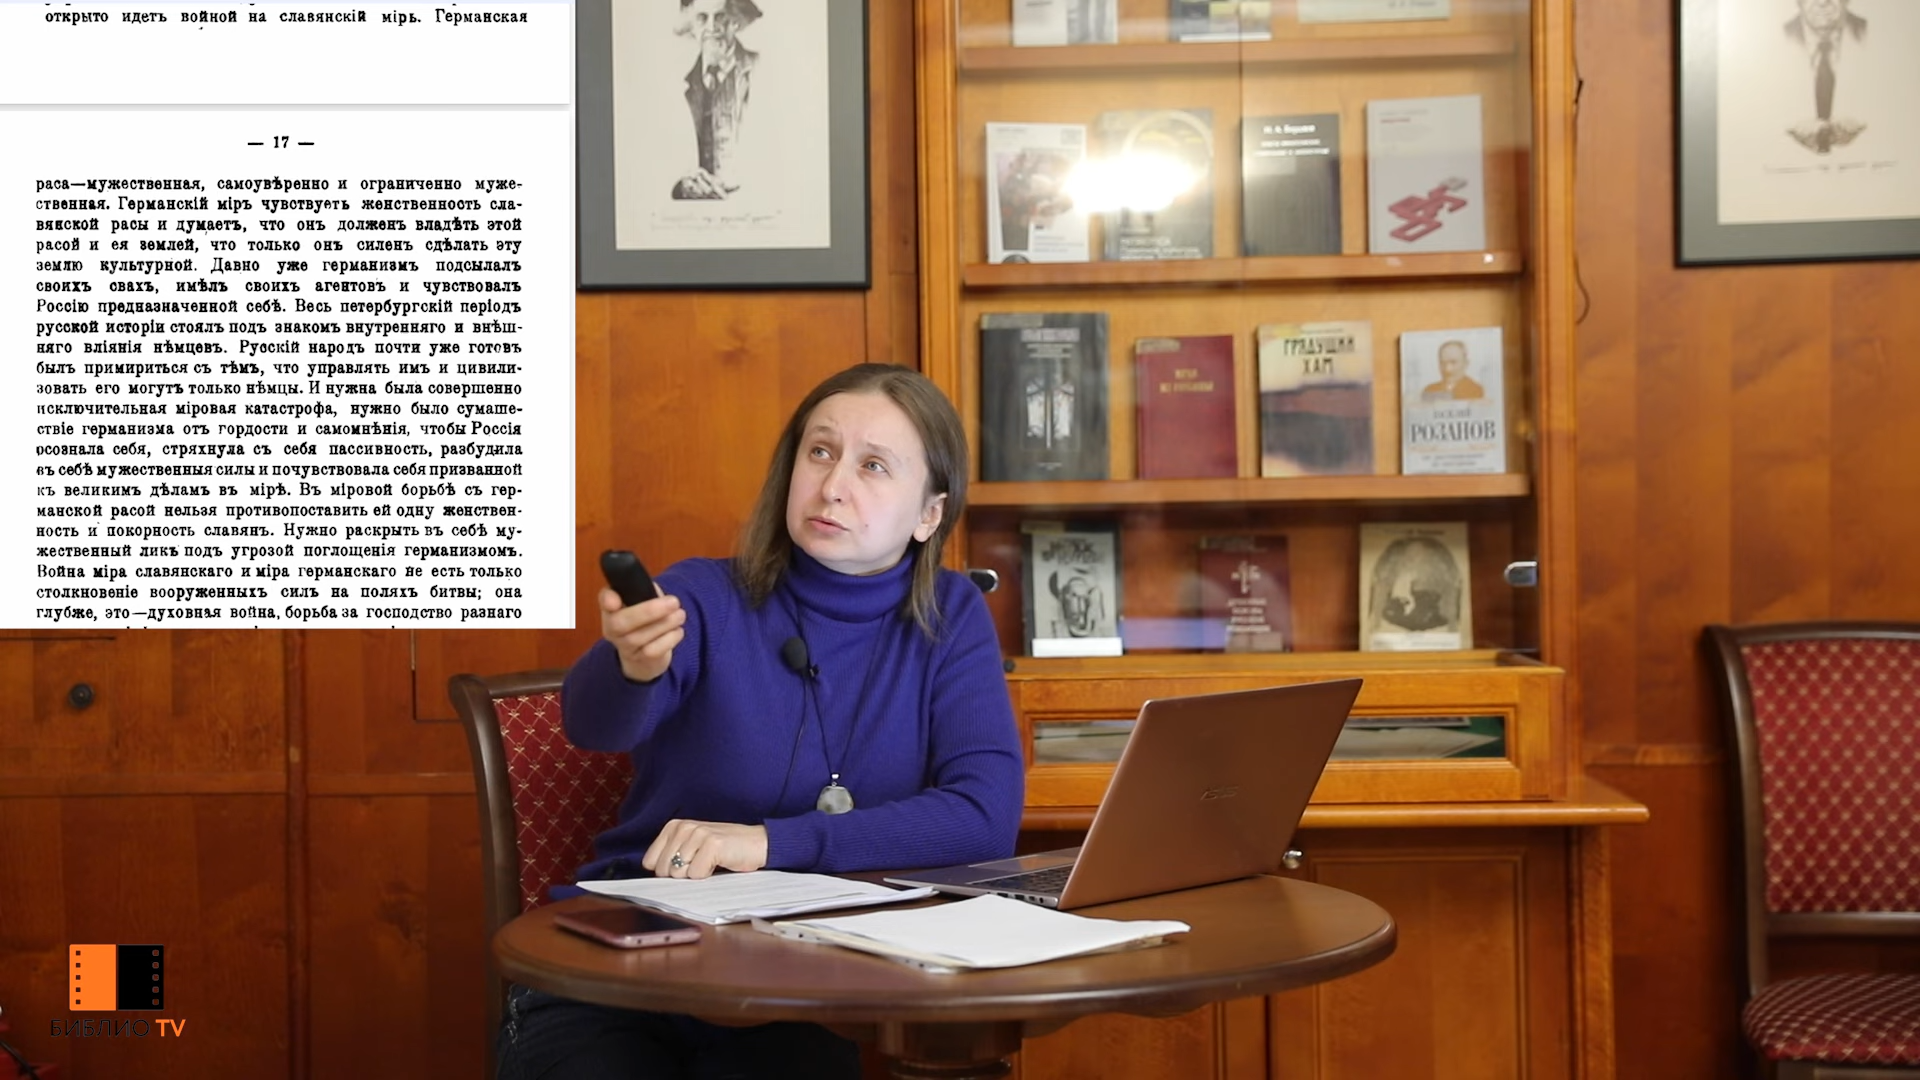 открыто идетъ войной на славянскій міръ. Германская
— 17 —
раса—мужественная, самоувѣренно и ограниченно муже-
ственная. Германскій міръ чувствуетъ женственность сла-
вянской расы и думаетъ, что онъ долженъ владѣть этой
расой и ея землей, что только онъ силенъ сдѣлать эту
землю культурной. Давно уже германизмъ подсылалъ
своихъ свахъ, имѣлъ своихъ агентовъ и чувствовалъ
Россію предназначенной себѣ. Весь петербургскій періодъ
русской исторіи стоялъ подъ знакомъ внутренняго и внѣш-
няго вліянія нѣмцевъ. Русскій народъ почти уже готовъ
былъ примириться съ тѣмъ, что управлять имъ и цивили-
зовать его могутъ только нѣмцы. И нужна была совершенно
исключительная міровая катастрофа, нужно было сумаше-
ствіе германизма отъ гордости и самомнѣнія, чтобы Россія
осознала себя, стряхнула съ себя пассивность, разбудила
въ себѣ мужественныя силы и почувствовала себя призванной
къ великимъ дѣламъ въ мірѣ. Въ міровой борьбѣ съ гер-
манской расой нельзя противопоставить ей одну женствен-
ность и покорность славянъ. Нужно раскрыть въ себѣ му-
жественный ликъ подъ угрозой поглощенія германизмомъ.
Война міра славянскаго и міра германскаго не есть только
столкновеніе вооруженныхъ силъ на поляхъ битвы; она
глубже, это—духовная война, борьба за господство разнаго
ГРЯДУЩИЙ
ХАМ
РОЗАНОВ
ASUS
БИБЛИО TV